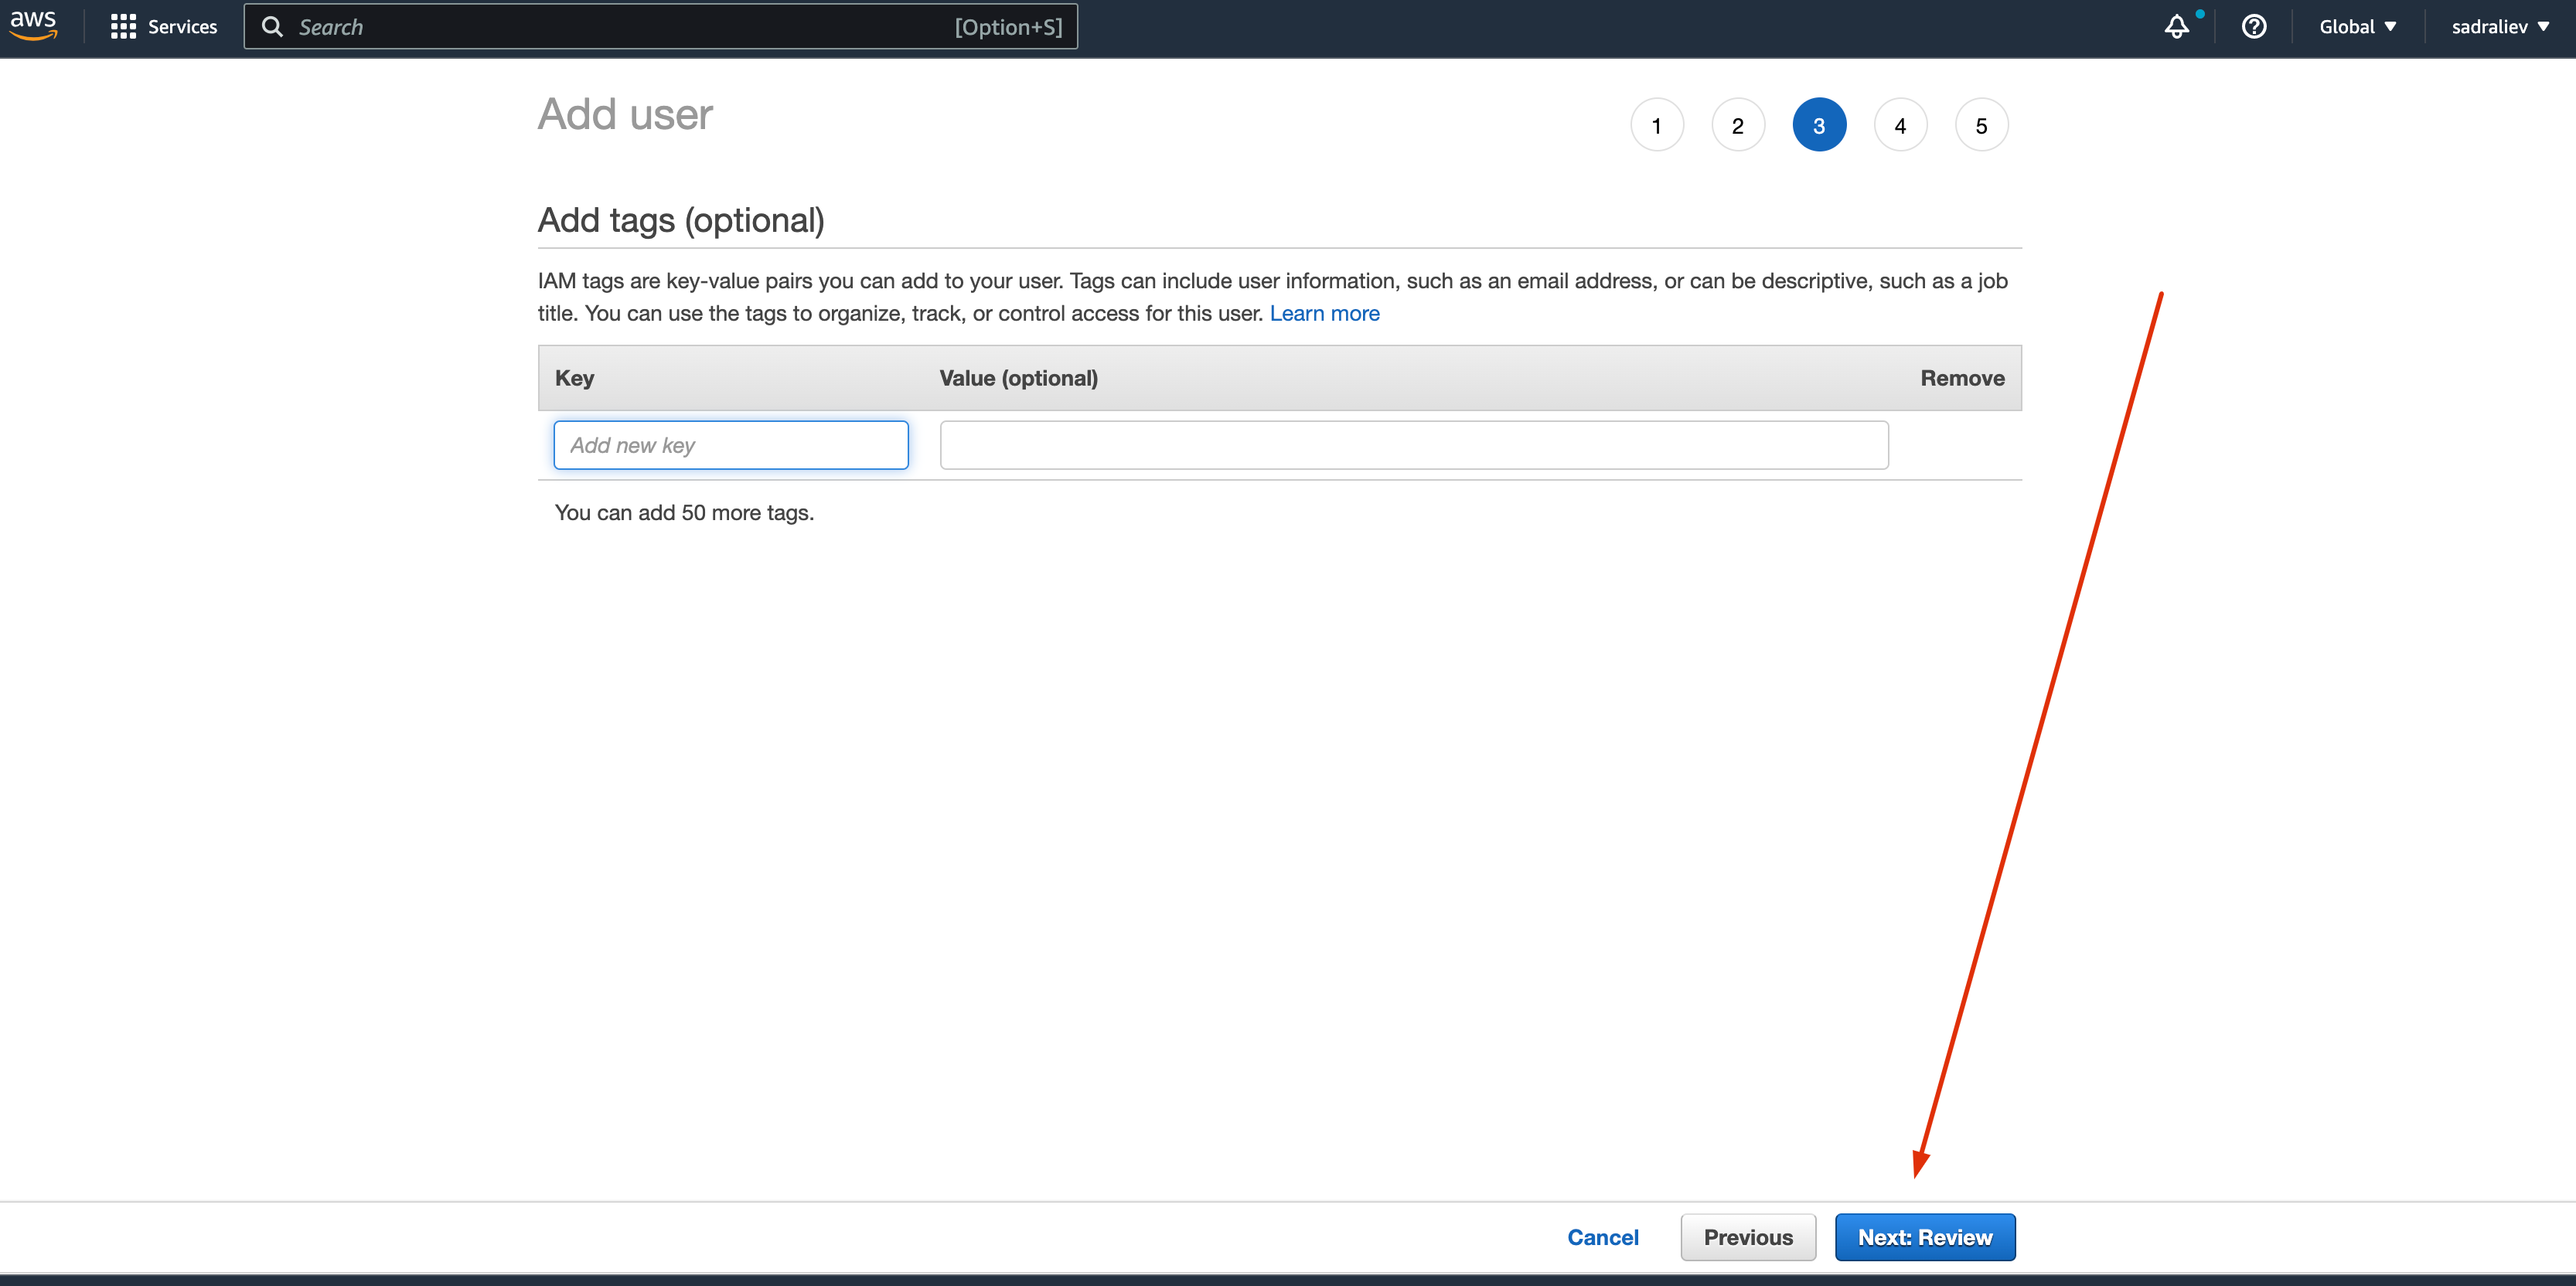 aws Services Search [Option+S] Global sadraliev
Add user 1 2 3 4 5
Add tags (optional)
IAM tags are key-value pairs you can add to your user. Tags can include user information, such as an email address, or can be descriptive, such as a job
title. You can use the tags to organize, track, or control access for this user. Learn more
Key Value (optional) Remove
Add new key
You can add 50 more tags.
Cancel Previous Next: Review